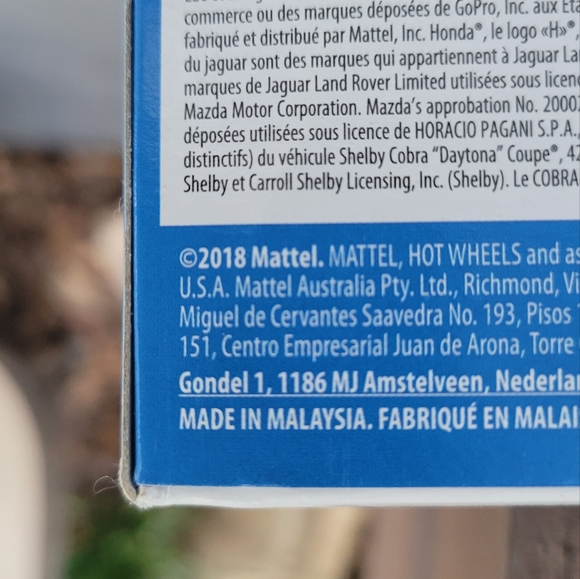 commerce ou des marques déposées de GoPro, Inc. aux Éta
fabriqué et distribué par Mattel, Inc. Honda®, le logo «H»®,
du jaguar sont des marques qui appartiennent à Jaguar La
marques de Jaguar Land Rover Limited utilisées sous licen
Mazda Motor Corporation. Mazda's approbation No. 2000
déposées utilisées sous licence de HORACIO PAGANI S.P.A.
distinctifs) du véhicule Shelby Cobra "Daytona" Coupe®, 42
Shelby et Carroll Shelby Licensing, Inc. (Shelby). Le COBRA
©2018 Mattel. MATTEL, HOT WHEELS and as
U.S.A. Mattel Australia Pty. Ltd., Richmond, Vi
Miguel de Cervantes Saavedra No. 193, Pisos
151, Centro Empresarial Juan de Arona, Torre
Gondel 1, 1186 MJ Amstelveen, Nederla
MADE IN MALAYSIA. FABRIQUÉ EN MALAI